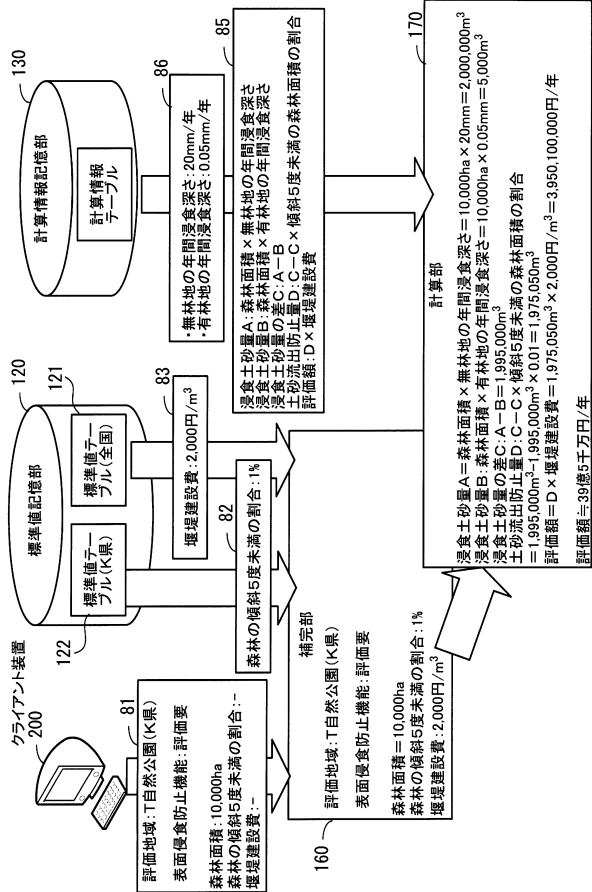 クライアント装置
200
81
評価地域:T自然公園(K県)
表面侵食防止機能:評価要
森林面積:10,000ha
森林の傾斜5度未満の割合:-
堰堤建設費:-
120
標準値記憶部
122
標準値テー
ブル(K県)
121
標準値テー
ブル(全国)
82
森林の傾斜5度未満の割合:1%
83
堰堤建設費:2,000円/m³
130
計算情報記憶部
計算情報
テーブル
86
・無林地の年間浸食深さ:20mm/年
・有林地の年間浸食深さ:0.05mm/年
85
浸食土砂量A:森林面積×無林地の年間浸食深さ
浸食土砂量B:森林面積×有林地の年間浸食深さ
浸食土砂量の差C:A-B
土砂流出防止量D:C-C×傾斜5度未満の森林面積の割合
評価額:D×堰堤建設費
160
補完部
評価地域:T自然公園(K県)
表面侵食防止機能:評価要
森林面積=10,000ha
森林の傾斜5度未満の割合:1%
堰堤建設費:2,000円/m³
170
計算部
浸食土砂量A=森林面積×無林地の年間浸食深さ=10,000ha×20mm=2,000,000m³
浸食土砂量B:森林面積×有林地の年間浸食深さ=10,000ha×0.05mm=5,000m³
浸食土砂量の差C:A-B=1,995,000m³
土砂流出防止量D:C-C×傾斜5度未満の森林面積の割合
=1,995,000m³-1,995,000m³×0.01=1,975,050m³
評価額=D×堰堤建設費=1,975,050m³×2,000円/m³=3,950,100,000円/年
評価額≒39億5千万円/年